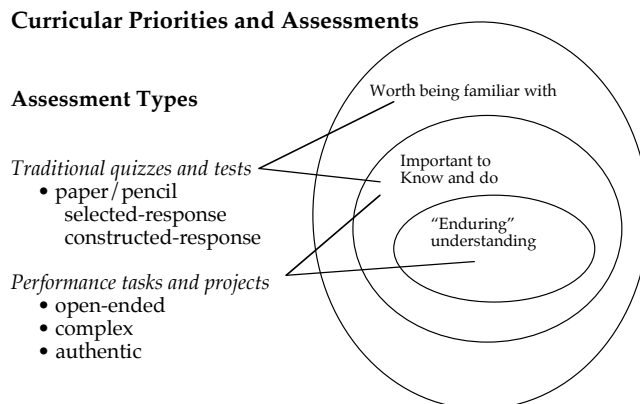 Curricular Priorities and Assessments
Assessment Types
Traditional quizzes and tests
• paper/pencil
selected-response
constructed-response
Performance tasks and projects
• open-ended
• complex
• authentic
Worth being familiar with
Important to
Know and do
“Enduring”
understanding